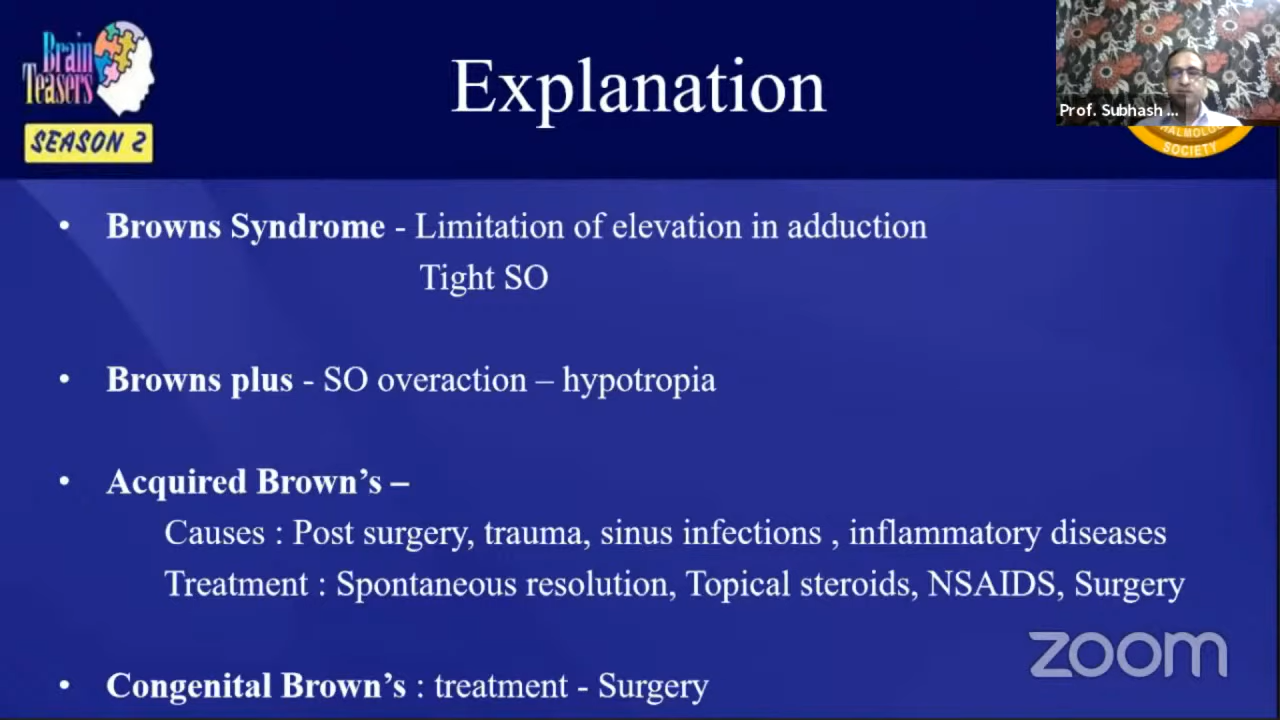 Brain
Teasers
SEASON 2
Explanation
Prof. Subhash ...
SOCIETY
• Browns Syndrome - Limitation of elevation in adduction
Tight SO
• Browns plus - SO overaction – hypotropia
• Acquired Brown’s –
Causes : Post surgery, trauma, sinus infections , inflammatory diseases
Treatment : Spontaneous resolution, Topical steroids, NSAIDS, Surgery
• Congenital Brown’s : treatment - Surgery
zoom